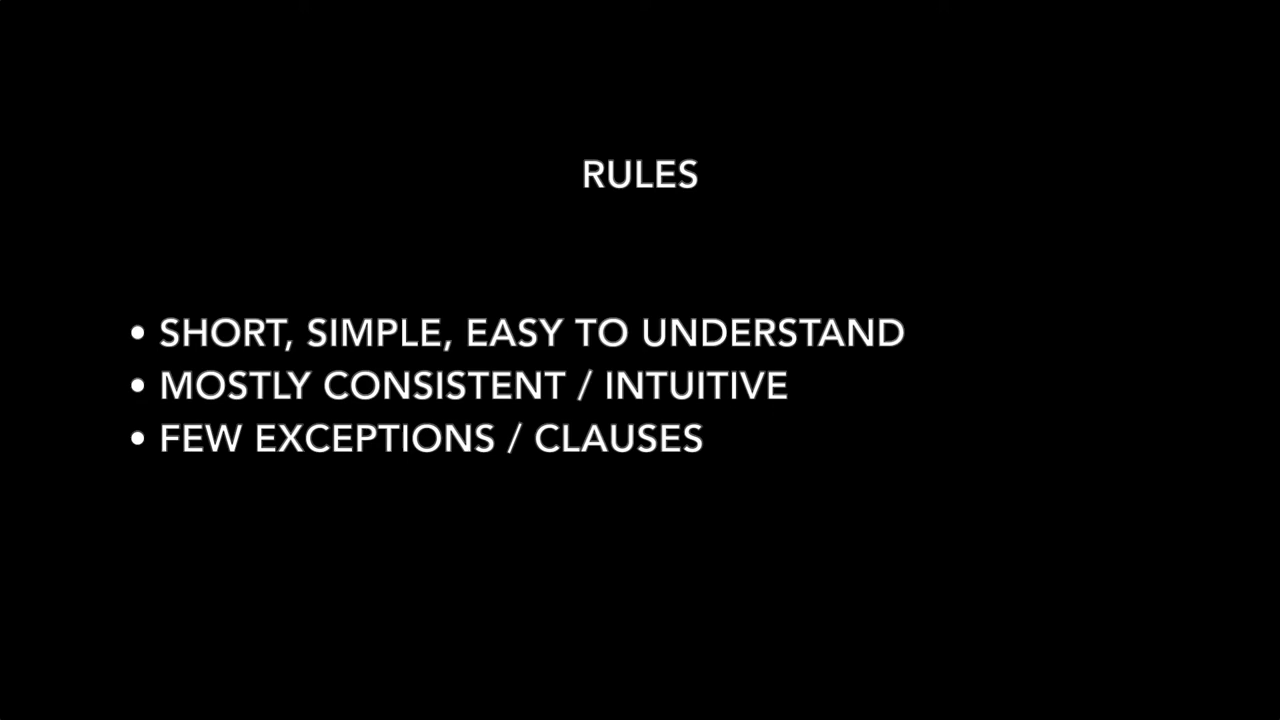 RULES
• SHORT, SIMPLE, EASY TO UNDERSTAND
• MOSTLY CONSISTENT / INTUITIVE
• FEW EXCEPTIONS / CLAUSES